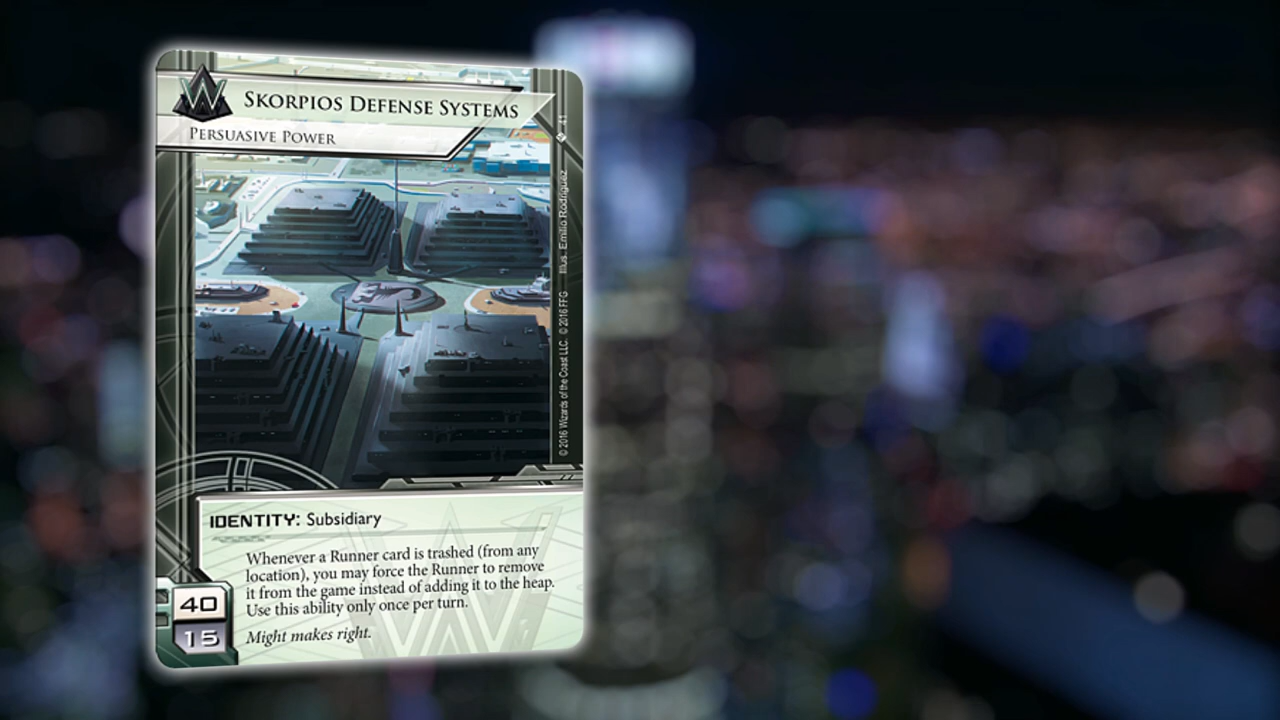 SKORPIOS DEFENSE SYSTEMS
PERSUASIVE POWER
41
Illus. Emilio Rodriguez
© 2016 Wizards of the Coast LLC. © 2016 FFG
IDENTITY: Subsidiary
Whenever a Runner card is trashed (from any
location), you may force the Runner to remove
it from the game instead of adding it to the heap.
Use this ability only once per turn.
Might makes right.
40
15